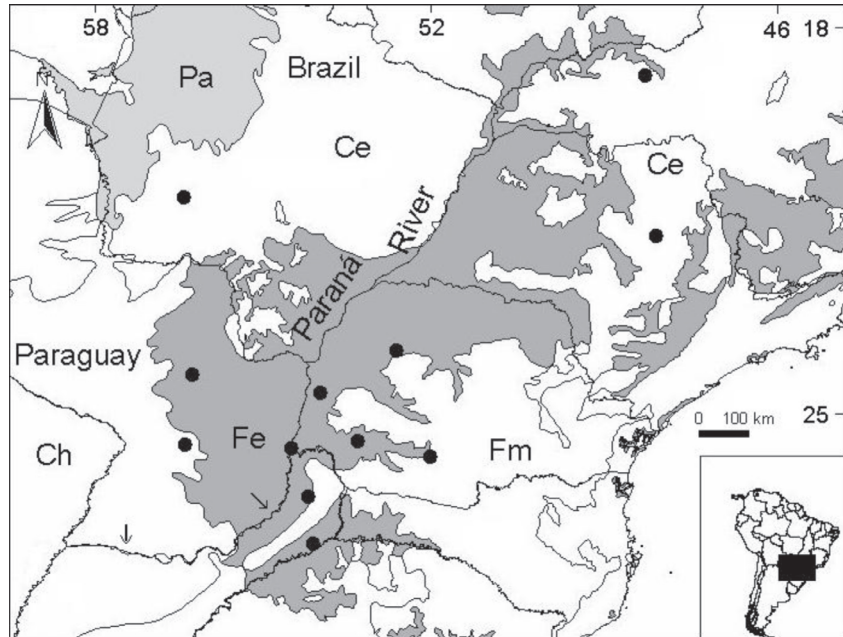 58
52
46
18
Pa
Brazil
Ce
Ce
Paraná
River
Paraguay
0 100 km
25
Ch
Fe
Fm